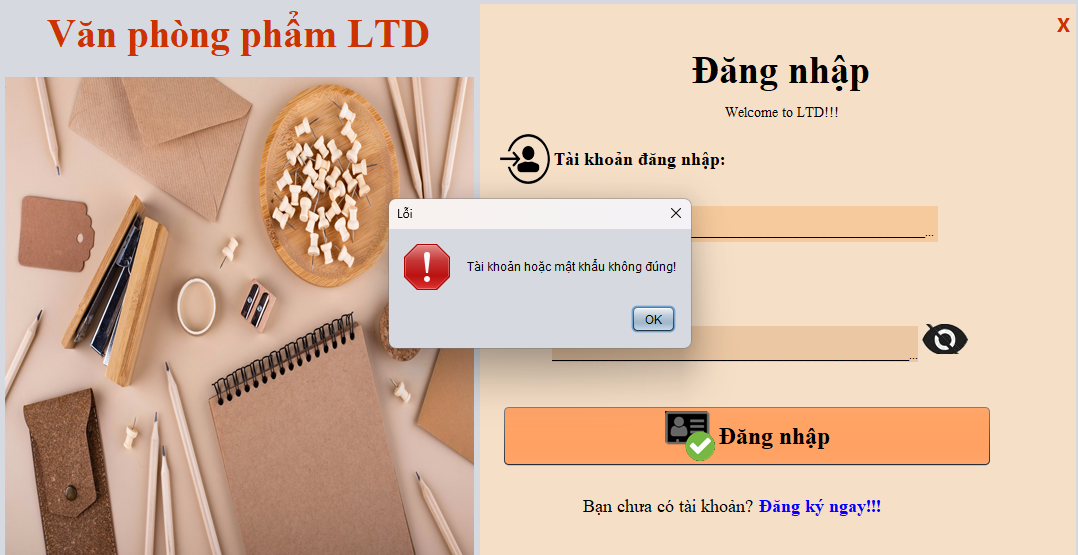 Văn phòng phẩm LTD
X
Đăng nhập
Welcome to LTD!!!
Tài khoản đăng nhập:
Lỗi
Tài khoản hoặc mật khẩu không đúng!
OK
Đăng nhập
Bạn chưa có tài khoản? Đăng ký ngay!!!